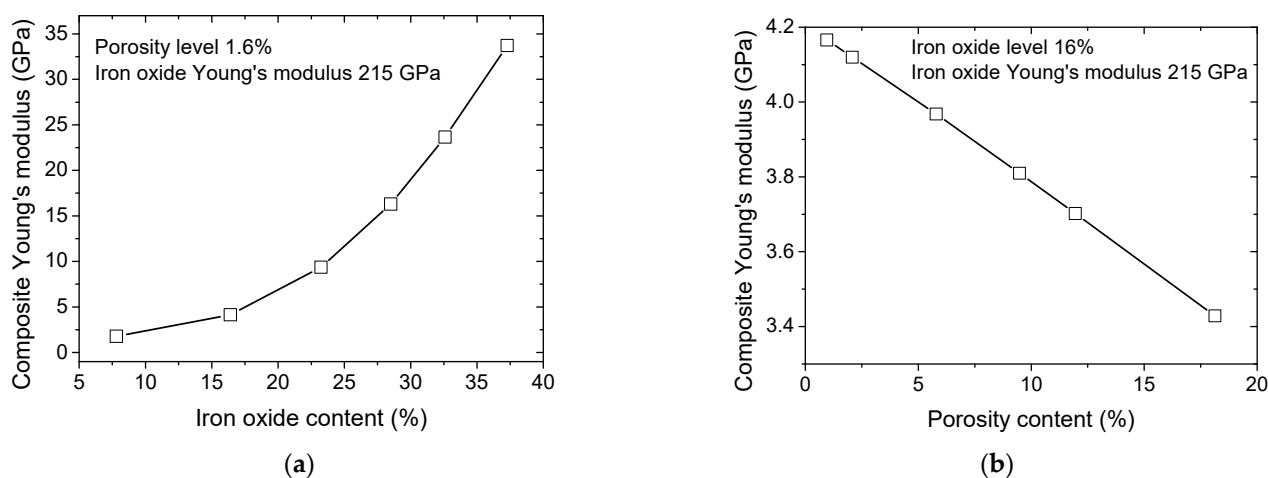 Porosity level 1.6%
Iron oxide Young's modulus 215 GPa
Composite Young's modulus (GPa)
35
30
25
20
15
10
5
0
5
10
15
20
25
30
35
40
Iron oxide content (%)
(a)
Iron oxide level 16%
Iron oxide Young's modulus 215 GPa
Composite Young's modulus (GPa)
4.2
4.0
3.8
3.6
3.4
0
5
10
15
20
Porosity content (%)
(b)